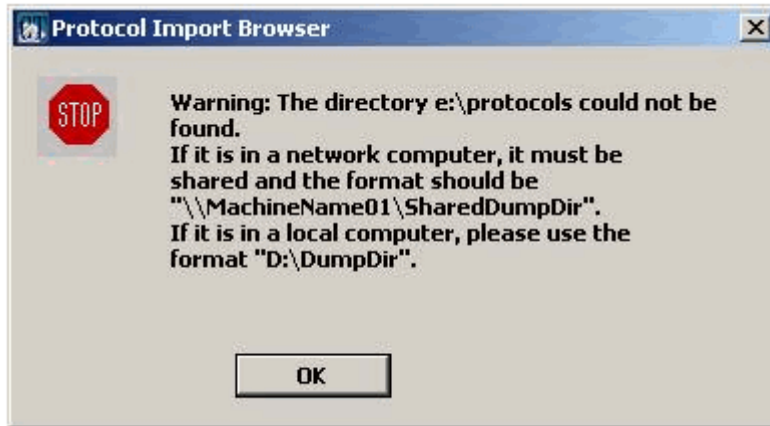 Protocol Import Browser
STOP
Warning: The directory e:\protocols could not be
found.
If it is in a network computer, it must be
shared and the format should be
"\\MachineName01\SharedDumpDir".
If it is in a local computer, please use the
format "D:\DumpDir".
OK